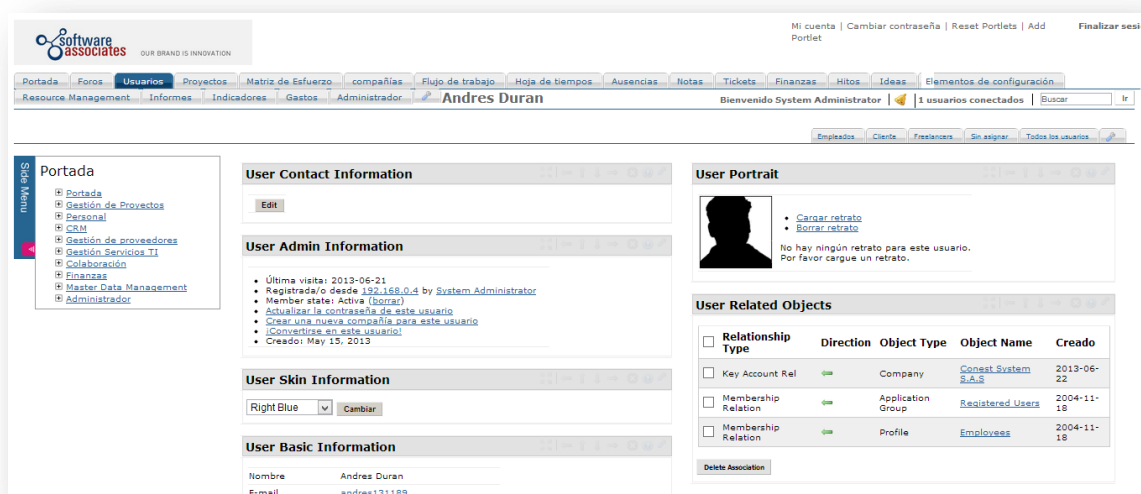 software
associates
OUR BRAND IS INNOVATION
Mi cuenta | Cambiar contraseña | Reset Portlets | Add
Portlet
Finalizar sesi
Portada Foros Usuarios Proyectos Matriz de Esfuerzo compañías Flujo de trabajo Hoja de tiempos Ausencias Notas Tickets Finanzas Hitos Ideas Elementos de configuración
Resource Management Informes Indicadores Gastos Administrador Andres Duran
Bienvenido System Administrator | | 1 usuarios conectados | Buscar Ir
Empleados Cliente Freelancers Sin asignar Todos los usuarios
Side Menu
Portada
Portada
Gestión de Proyectos
Personal
CRM
Gestión de proveedores
Gestión Servicios TI
Colaboración
Finanzas
Master Data Management
Administrador
User Contact Information
Edit
User Admin Information
Última visita: 2013-06-21
Registrada/o desde 192.168.0.4 by System Administrator
Member state: Activa (borrar)
Actualizar la contraseña de este usuario
Crear una nueva compañía para este usuario
¡Convertirse en este usuario!
Creado: May 15, 2013
User Skin Information
Right Blue Cambiar
User Basic Information
Nombre Andres Duran
E-mail andres131189
User Portrait
Cargar retrato
Borrar retrato
No hay ningún retrato para este usuario.
Por favor cargue un retrato.
User Related Objects
Relationship
Type
Direction Object Type Object Name Creado
Key Account Rel Company Conest System
S.A.S
2013-06-
22
Membership
Relation
Application
Group
Registered Users 2004-11-
18
Membership
Relation
Profile Employees 2004-11-
18
Delete Association